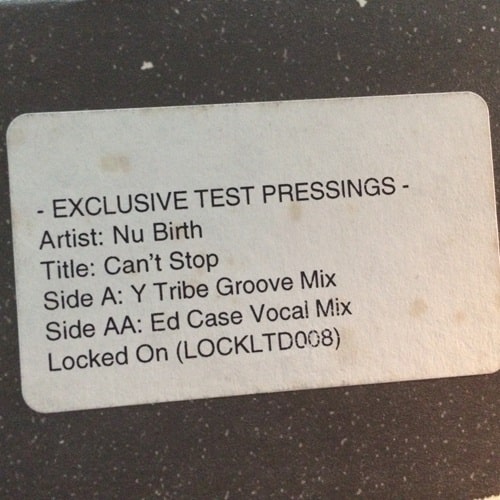 - EXCLUSIVE TEST PRESSINGS -
Artist: Nu Birth
Title: Can't Stop
Side A: Y Tribe Groove Mix
Side AA: Ed Case Vocal Mix
Locked On (LOCKLTD008)